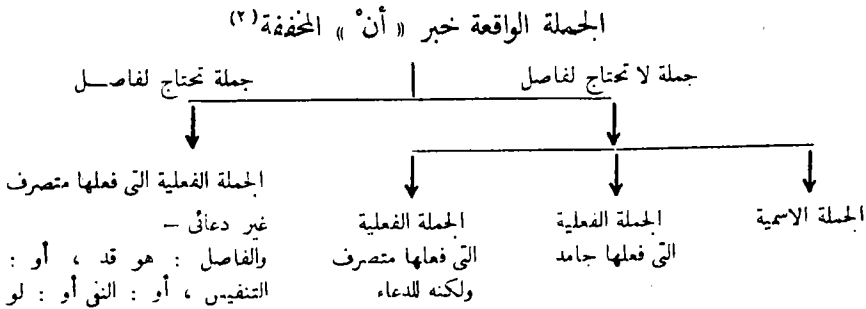 الجملة الواقعة خبر « أنْ » المخففة (٢)
جملة لا تحتاج لفاصل
جملة تحتاج لفاصــل
الجملة الاسمية
الجملة الفعلية
التى فعلها جامد
الجملة الفعلية
التى فعلها متصرف
ولكنه للدعاء
الجملة الفعلية التى فعلها متصرف
غير دعائى –
والفاصل : هو قد ، أو :
التنفيس ، أو : النفى أو : لو